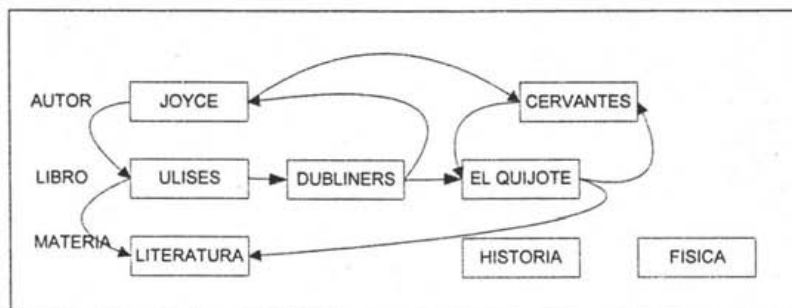 AUTOR JOYCE CERVANTES
LIBRO ULISES DUBLINERS EL QUIJOTE
MATERIA LITERATURA HISTORIA FISICA